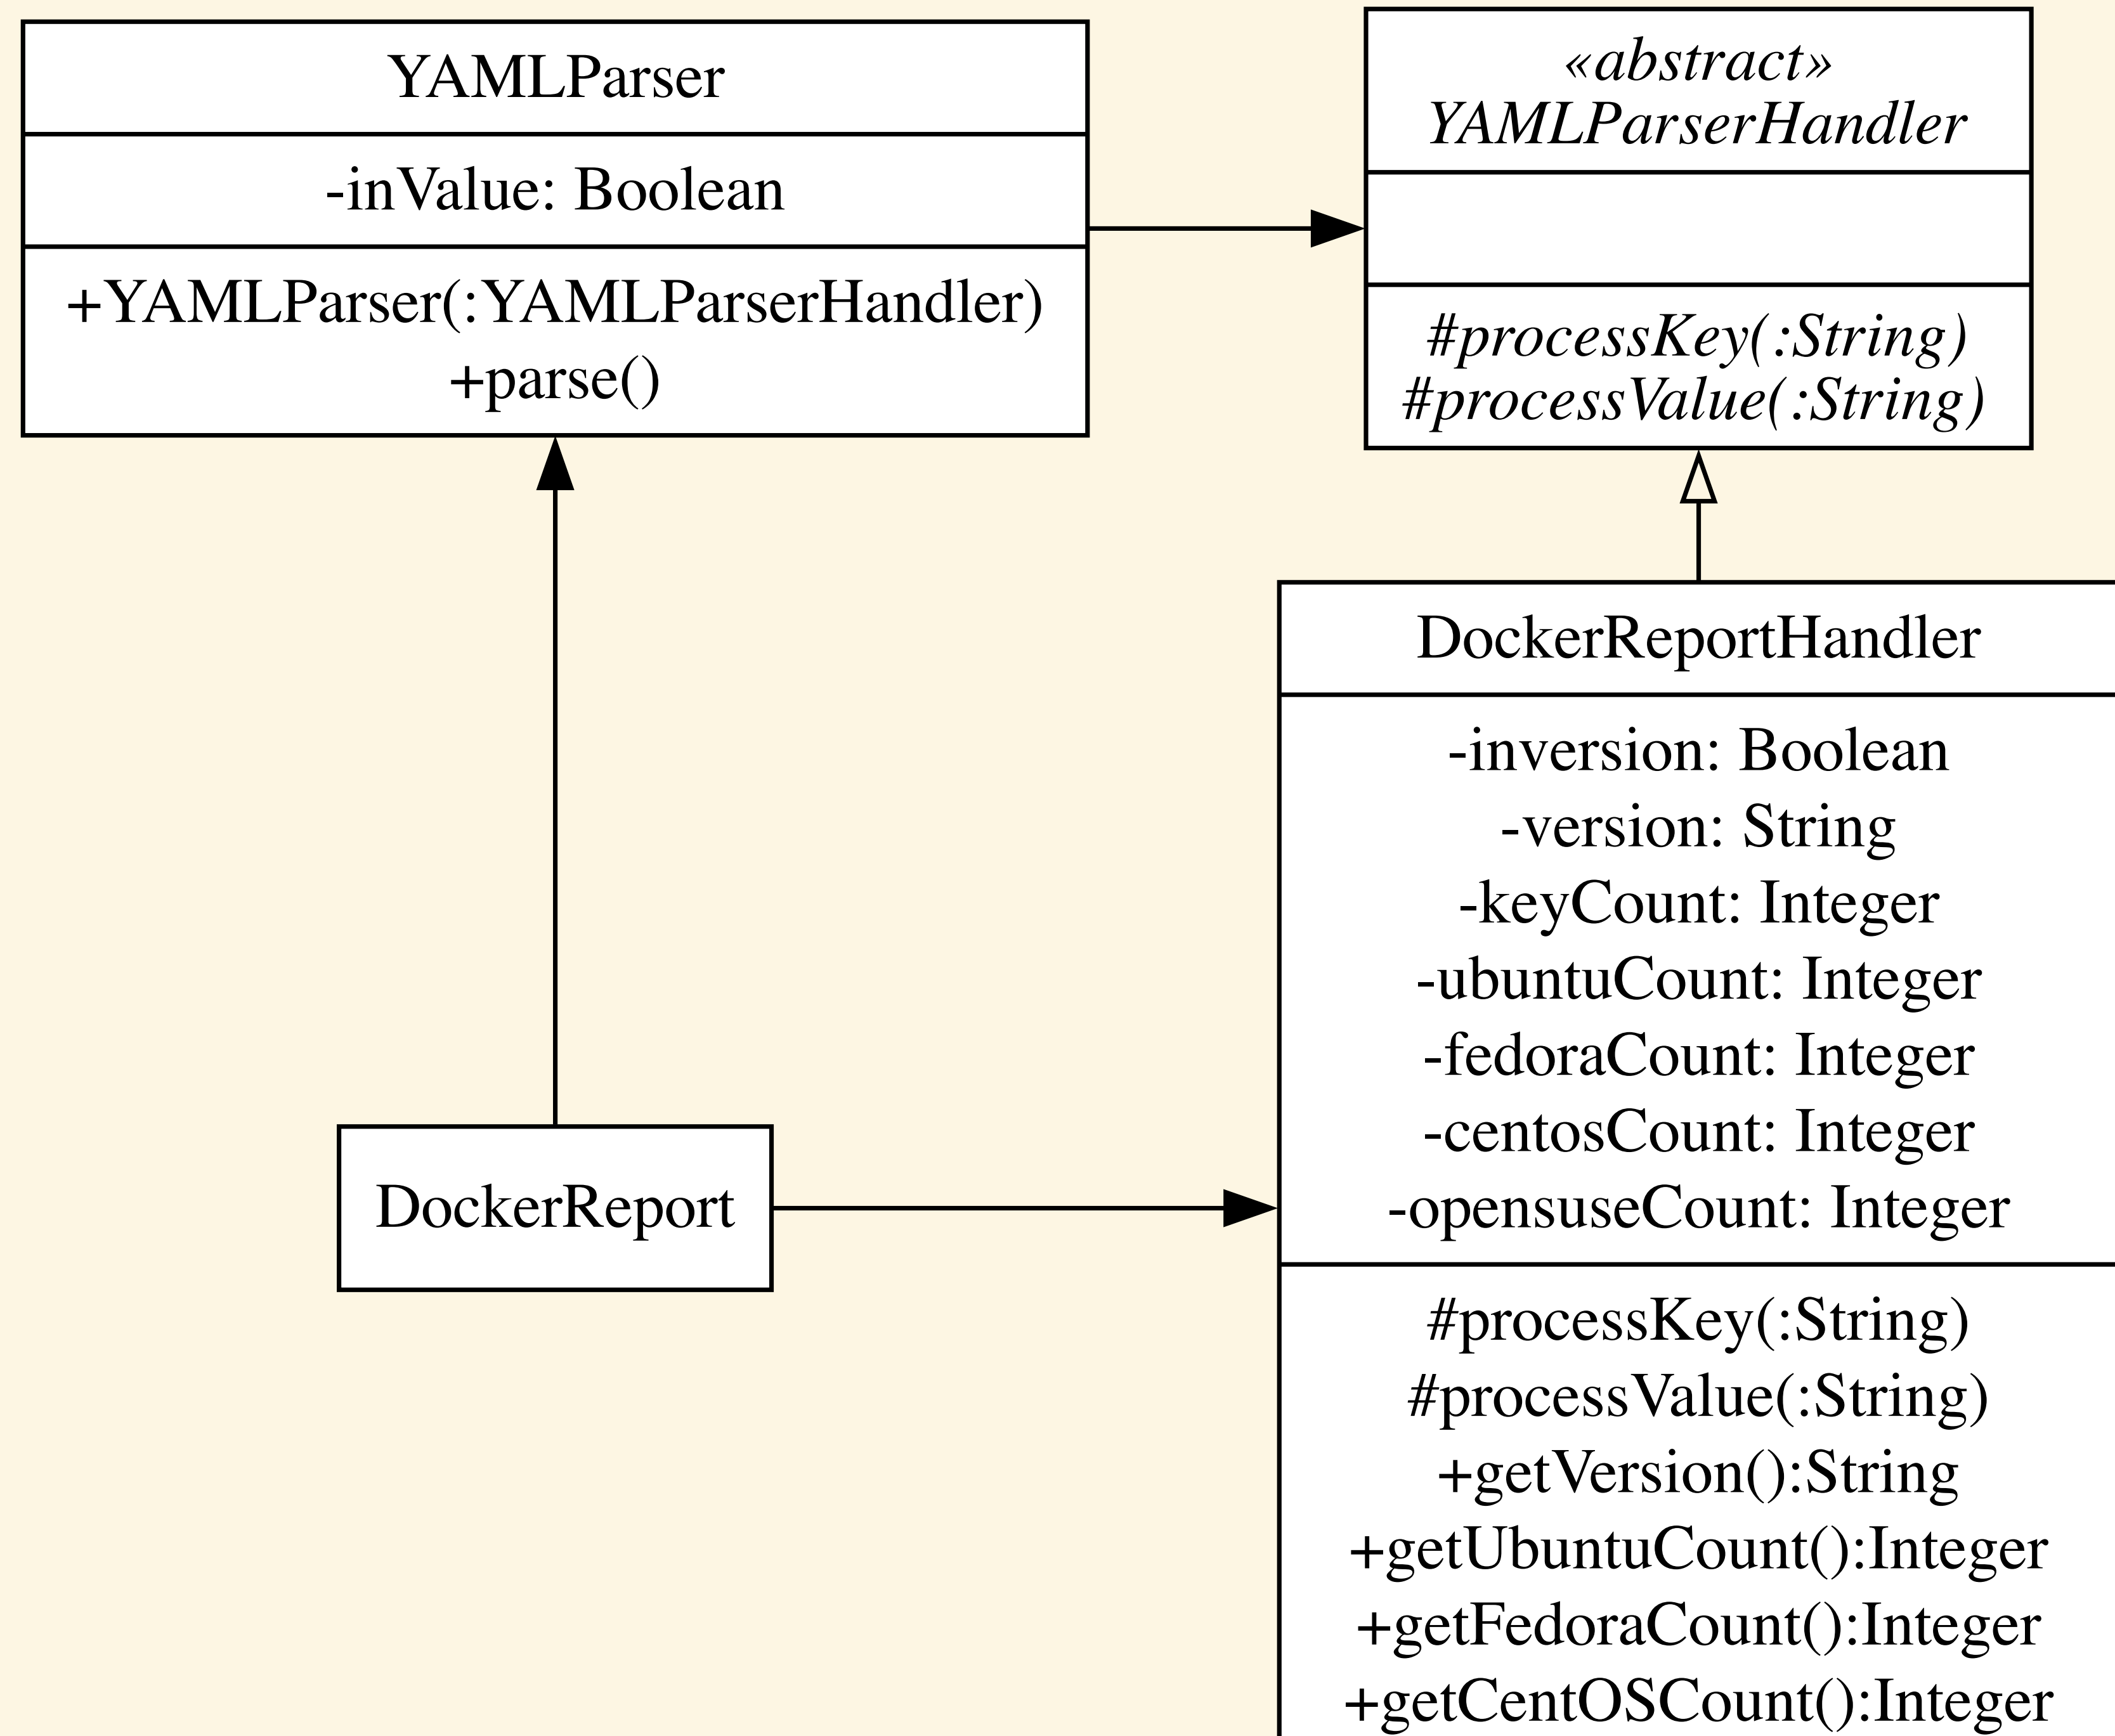 YAMLParser
-inValue: Boolean
+YAMLParser(:YAMLParserHandler)
+parse()
«abstract»
YAMLParserHandler
#processKey(:String)
#processValue(:String)
DockerReport
DockerReportHandler
-inversion: Boolean
-version: String
-keyCount: Integer
-ubuntuCount: Integer
-fedoraCount: Integer
-centosCount: Integer
-opensuseCount: Integer
#processKey(:String)
#processValue(:String)
+getVersion():String
+getUbuntuCount():Integer
+getFedoraCount():Integer
+getCentOSCount():Integer